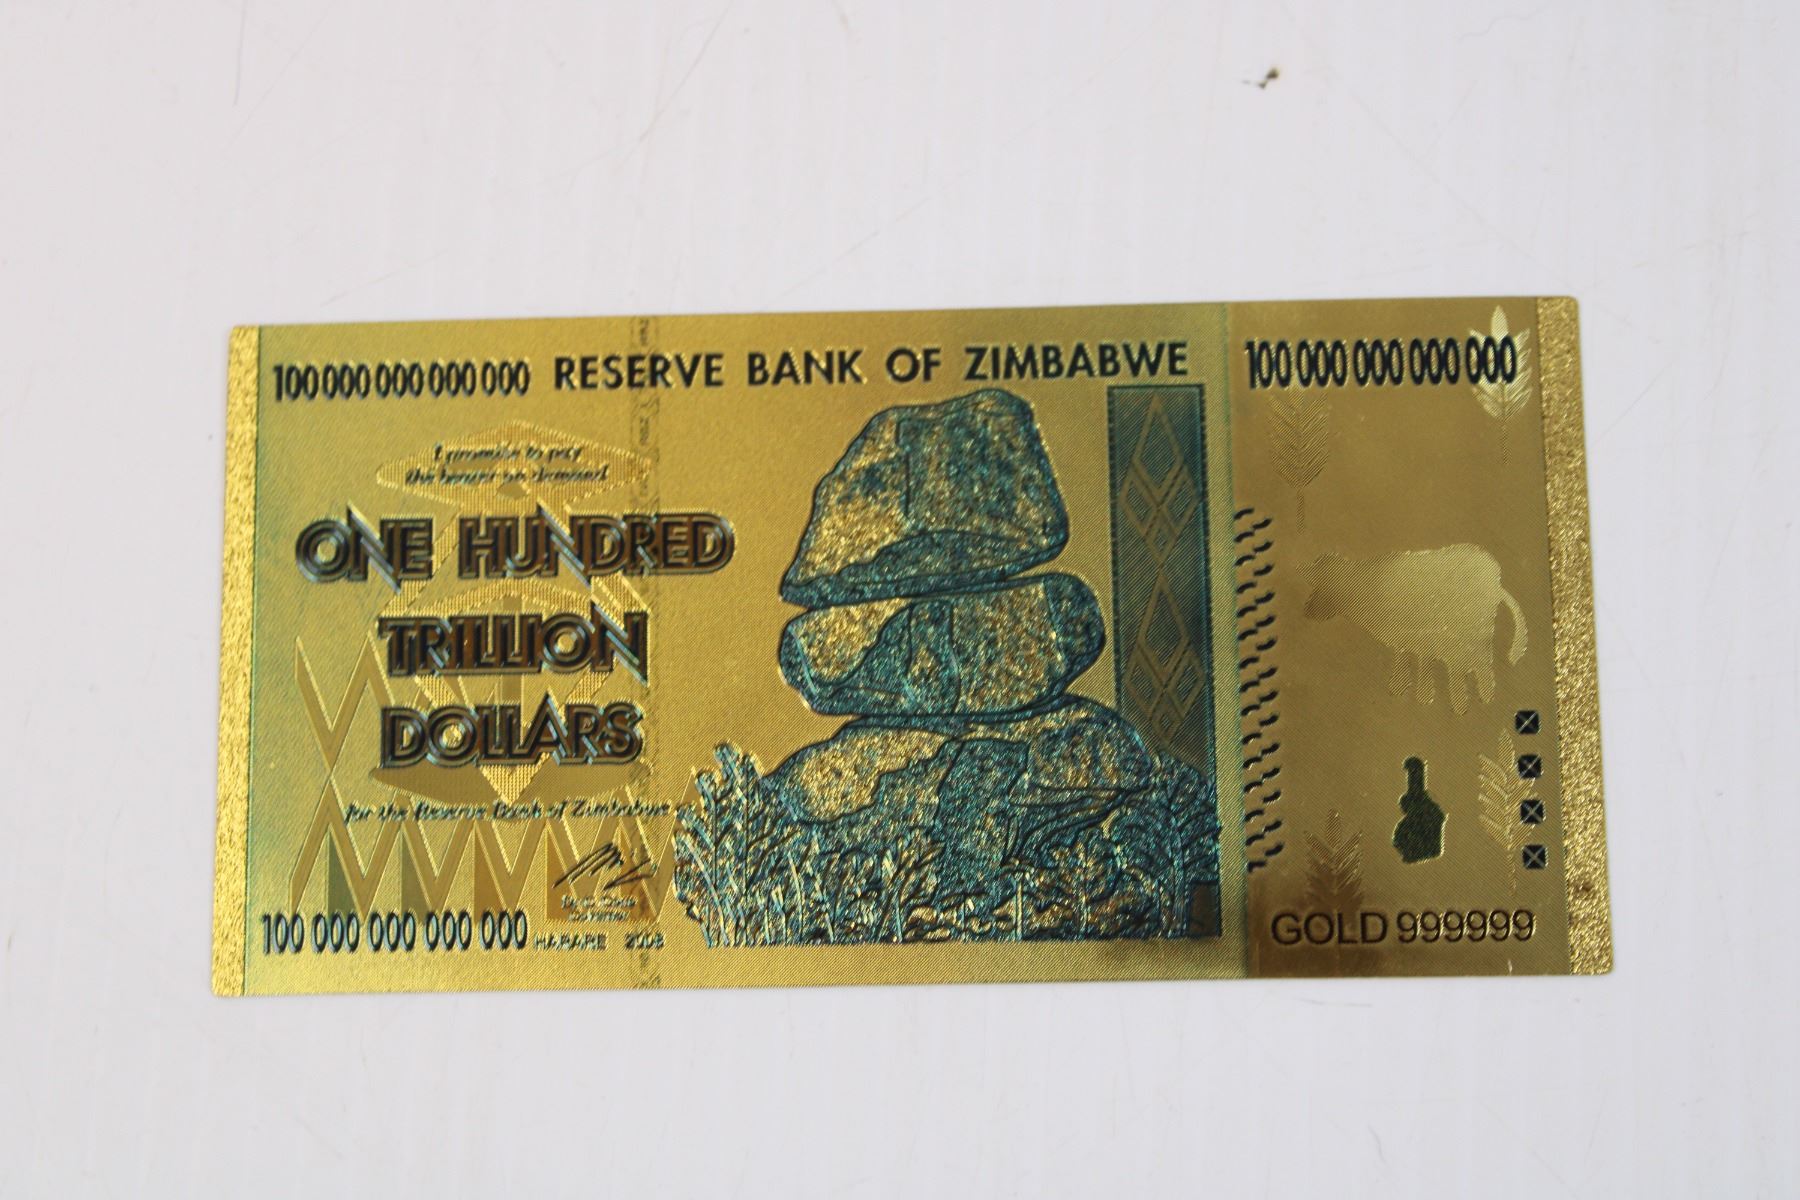 100 000 000 000 000 RESERVE BANK OF ZIMBABWE 100 000 000 000 000
I promise to pay
the bearer on demand
ONE HUNDRED
TRILLION
DOLLARS
for the Reserve Bank of Zimbabwe
100 000 000 000 000 HARARE 2008
GOLD 999999